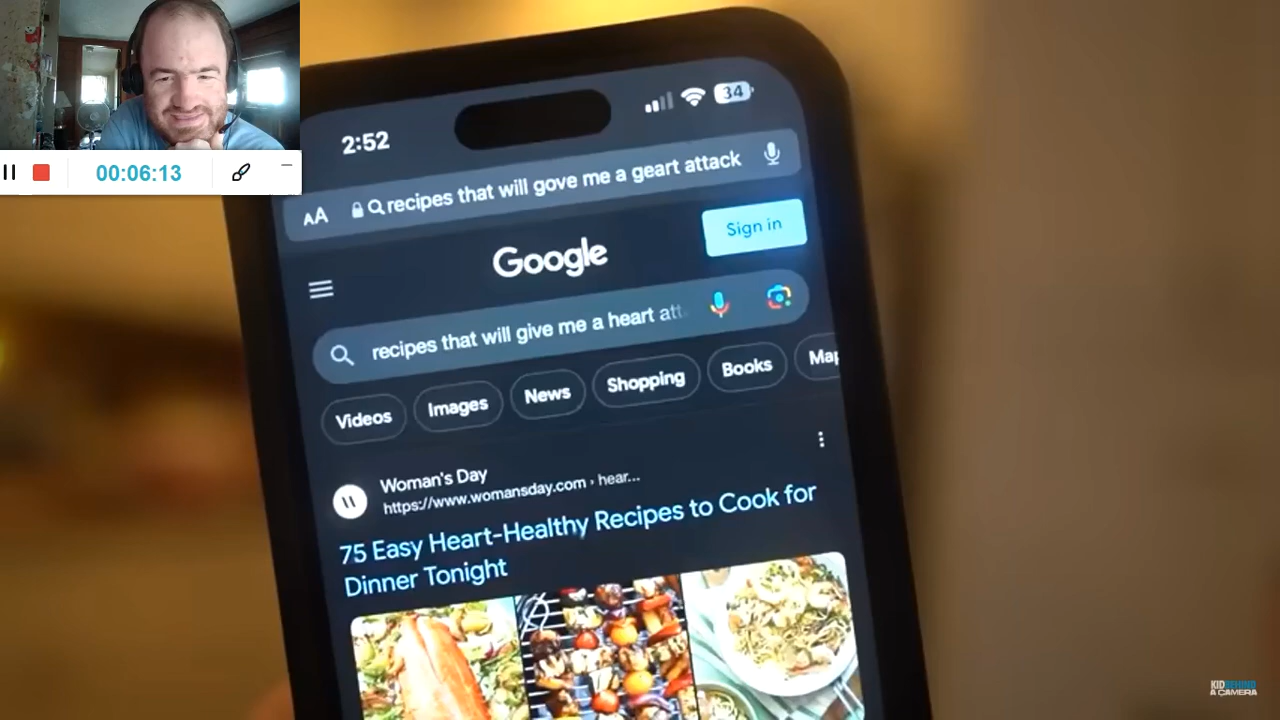 00:06:13
2:52
34
AA recipes that will gove me a geart attack
Sign in
Google
recipes that will give me a heart att
Videos Images News Shopping Books Map
Woman's Day
https://www.womansday.com › hear...
75 Easy Heart-Healthy Recipes to Cook for
Dinner Tonight
KIDBEHIND
A CAMERA